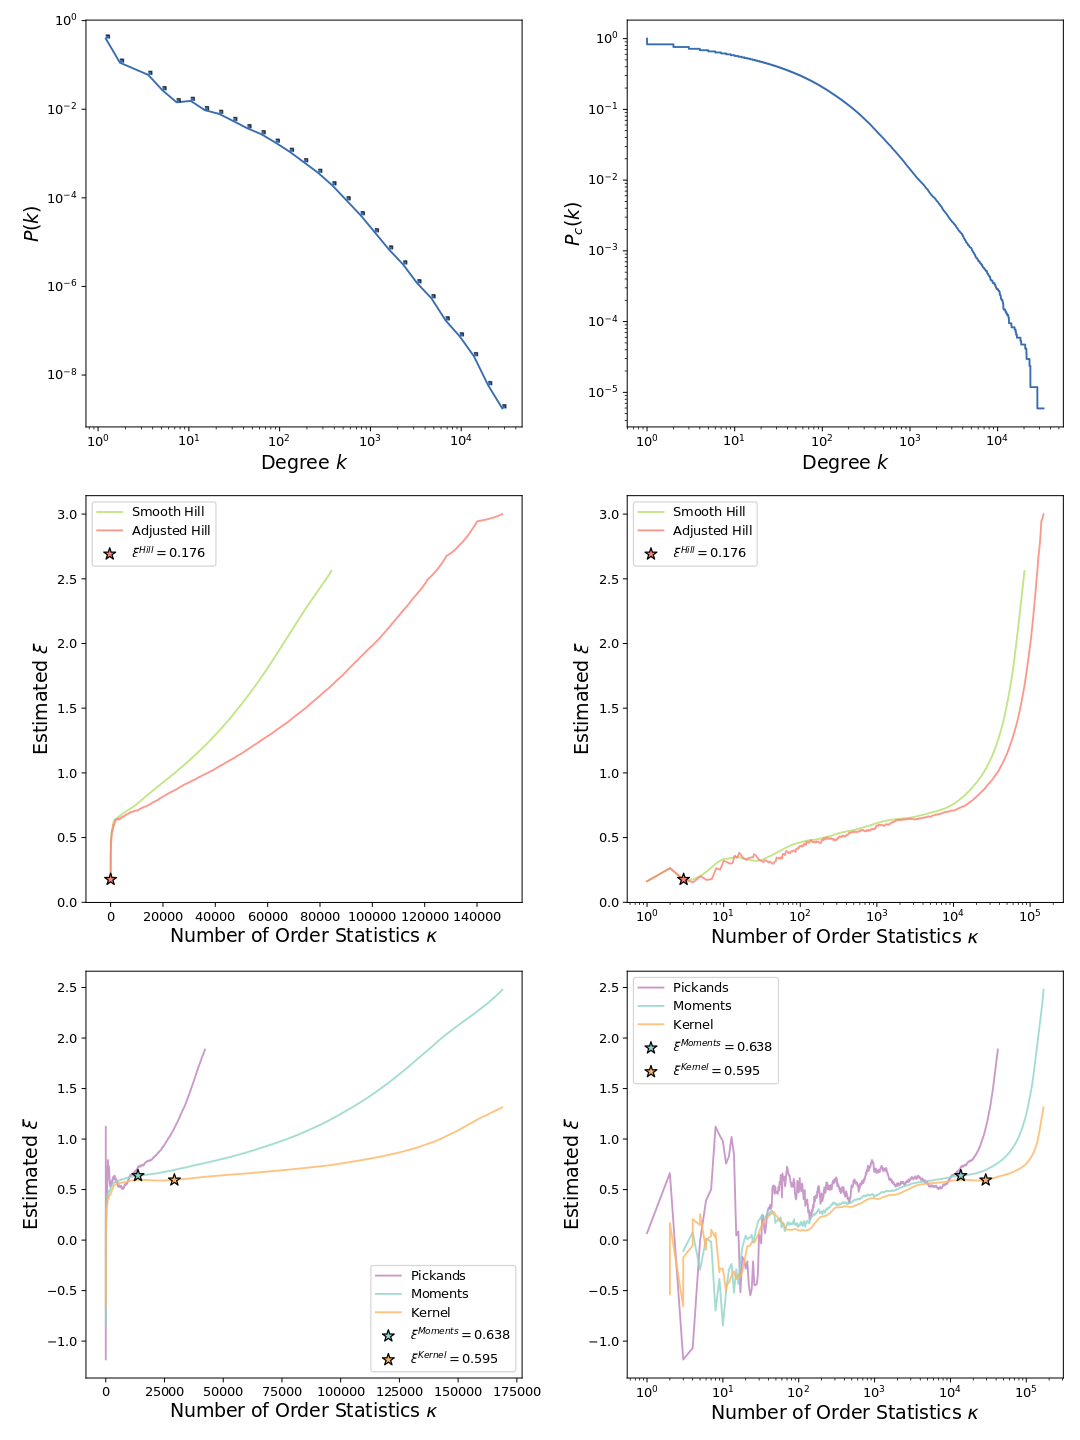 10^0
10^−2
10^−4
10^−6
10^−8
P(k)
10^0 10^1 10^2 10^3 10^4
Degree k
10^0
10^−1
10^−2
10^−3
10^−4
10^−5
P_c(k)
10^0 10^1 10^2 10^3 10^4
Degree k
Smooth Hill
Adjusted Hill
ξ^Hill = 0.176
3.0
2.5
2.0
1.5
1.0
0.5
0.0
Estimated ξ
0 20000 40000 60000 80000 100000 120000 140000
Number of Order Statistics κ
Smooth Hill
Adjusted Hill
ξ^Hill = 0.176
3.0
2.5
2.0
1.5
1.0
0.5
0.0
Estimated ξ
10^0 10^1 10^2 10^3 10^4 10^5
Number of Order Statistics κ
2.5
2.0
1.5
1.0
0.5
0.0
−0.5
−1.0
Estimated ξ
Pickands
Moments
Kernel
ξ^Moments = 0.638
ξ^Kernel = 0.595
0 25000 50000 75000 100000 125000 150000 175000
Number of Order Statistics κ
Pickands
Moments
Kernel
ξ^Moments = 0.638
ξ^Kernel = 0.595
2.5
2.0
1.5
1.0
0.5
0.0
−0.5
−1.0
Estimated ξ
10^0 10^1 10^2 10^3 10^4 10^5
Number of Order Statistics κ